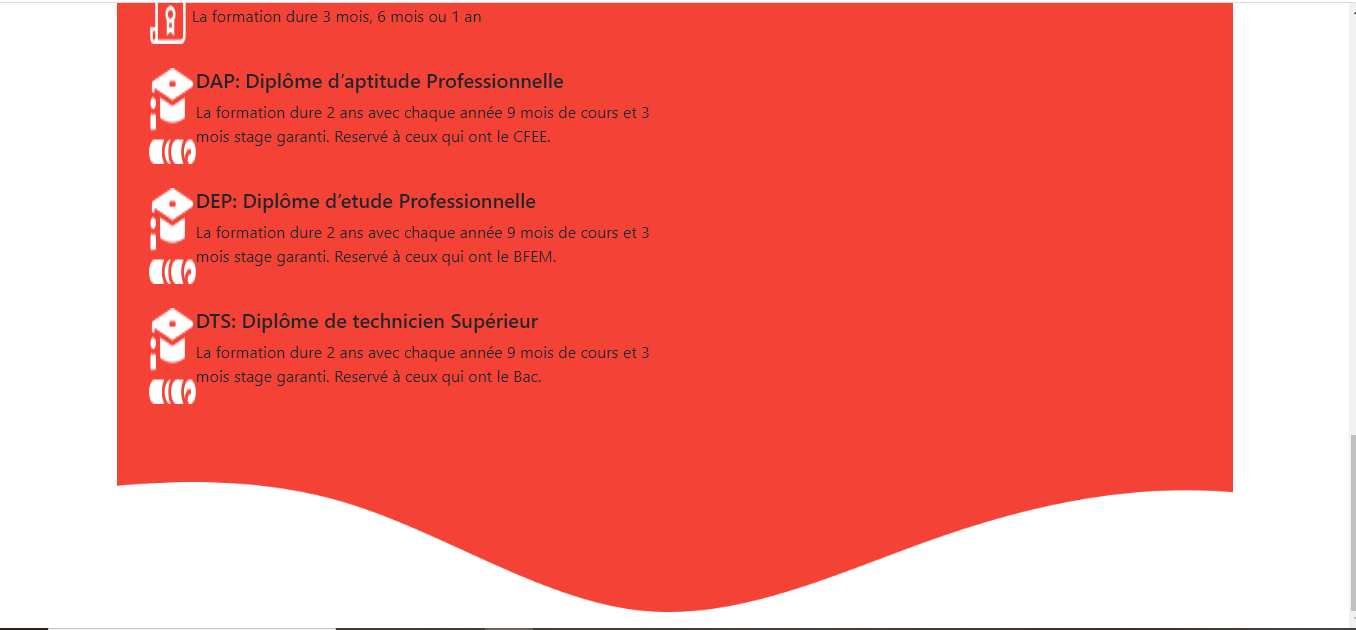 La formation dure 3 mois, 6 mois ou 1 an
DAP: Diplôme d’aptitude Professionnelle
La formation dure 2 ans avec chaque année 9 mois de cours et 3
mois stage garanti. Reservé à ceux qui ont le CFEE.
DEP: Diplôme d’etude Professionnelle
La formation dure 2 ans avec chaque année 9 mois de cours et 3
mois stage garanti. Reservé à ceux qui ont le BFEM.
DTS: Diplôme de technicien Supérieur
La formation dure 2 ans avec chaque année 9 mois de cours et 3
mois stage garanti. Reservé à ceux qui ont le Bac.